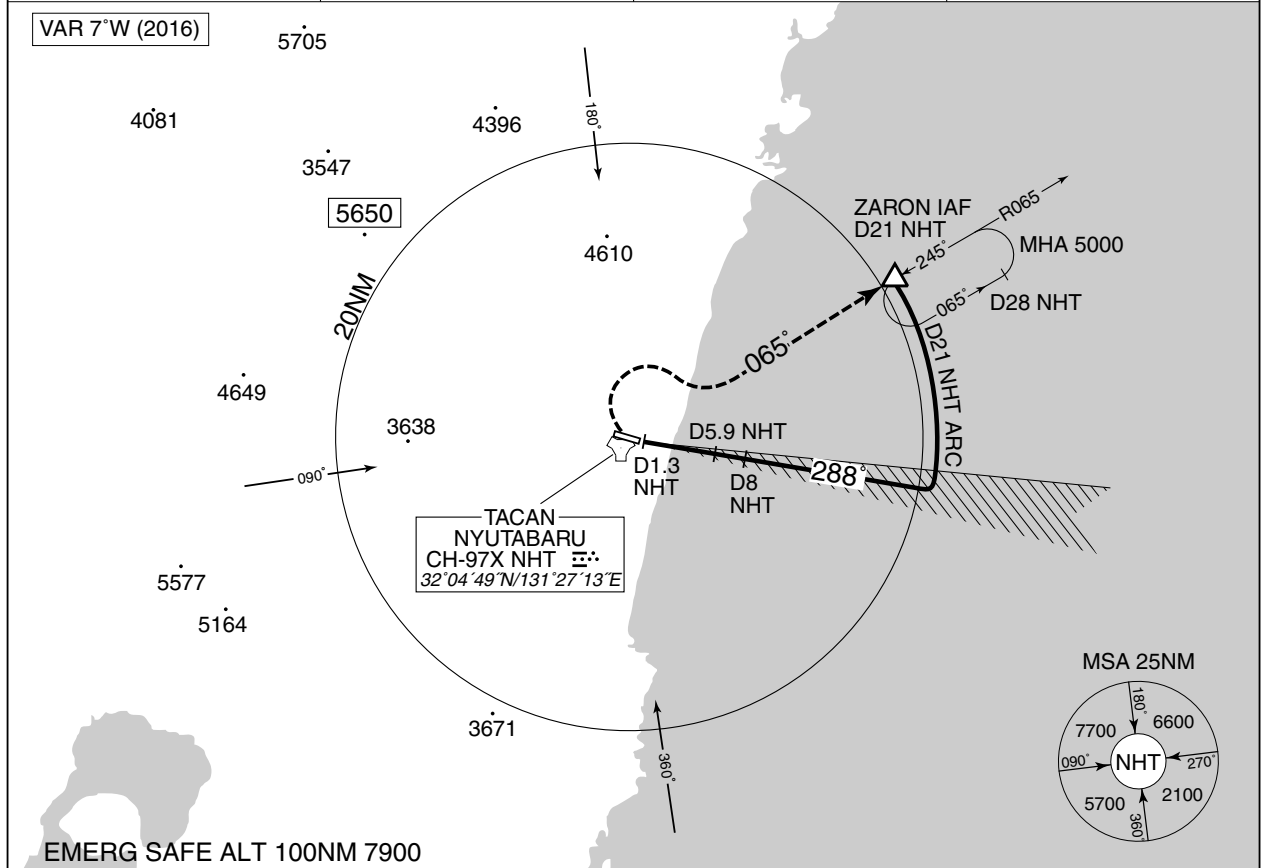 VAR 7°W (2016)
5705
4081
4396
3547
180°
5650
4610
ZARON IAF
D21 NHT
R065
245°
MHA 5000
065°
D28 NHT
20NM
065°
D21 NHT ARC
4649
3638
D5.9 NHT
D1.3
NHT
D8
NHT
288°
090°
TACAN
NYUTABARU
CH-97X NHT
32°04´49˝N/131°27´13˝E
5577
5164
3671
360°
MSA 25NM
180°
7700
6600
090°
NHT
270°
5700
2100
360°
EMERG SAFE ALT 100NM 7900